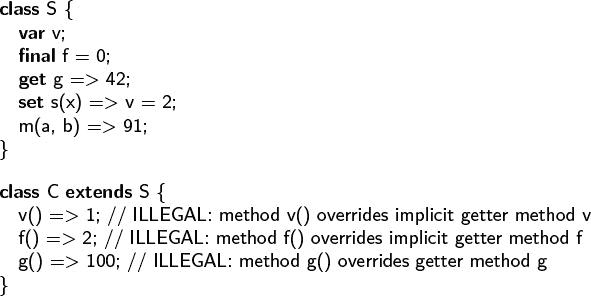 class S {
var v;
final f = 0;
get g => 42;
set s(x) => v = 2;
m(a, b) => 91;
}
class C extends S {
v() => 1; // ILLEGAL: method v() overrides implicit getter method v
f() => 2; // ILLEGAL: method f() overrides implicit getter method f
g() => 100; // ILLEGAL: method g() overrides getter method g
}